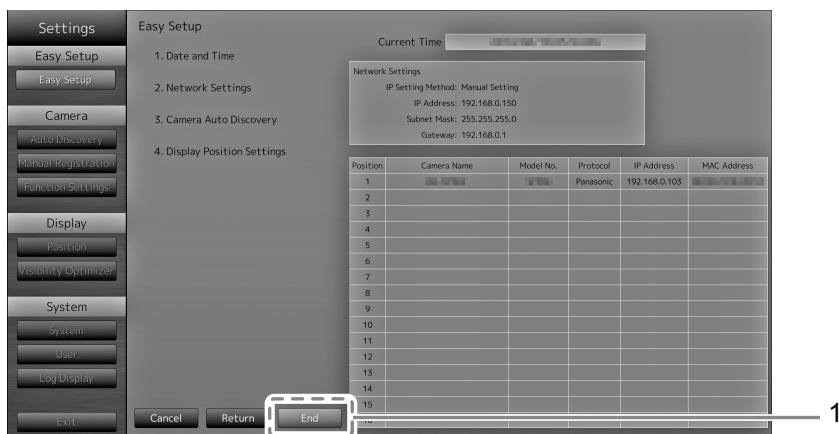 Settings
Easy Setup
Easy Setup
Camera
Auto Discovery
Manual Registration
Function Settings
Display
Position
Visibility Optimizer
System
System
User
Log Display
Exit
Easy Setup
1. Date and Time
2. Network Settings
3. Camera Auto Discovery
4. Display Position Settings
Cancel Return End
Current Time
Network Settings
IP Setting Method: Manual Setting
IP Address: 192.168.0.150
Subnet Mask: 255.255.255.0
Gateway: 192.168.0.1
Position Camera Name Model No. Protocol IP Address MAC Address
1 Panasonic 192.168.0.103
2
3
4
5
6
7
8
9
10
11
12
13
14
15
1